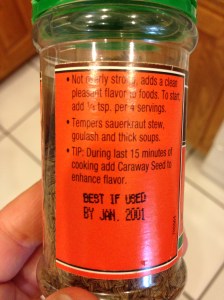 • Not overly strong, adds a clean
pleasant flavor to foods. To start,
add ¼ tsp. per 4 servings.
• Tempers sauerkraut stew,
goulash and thick soups.
• TIP: During last 15 minutes of
cooking add Caraway Seed to
enhance flavor.
BEST IF USED
BY JAN. 2001